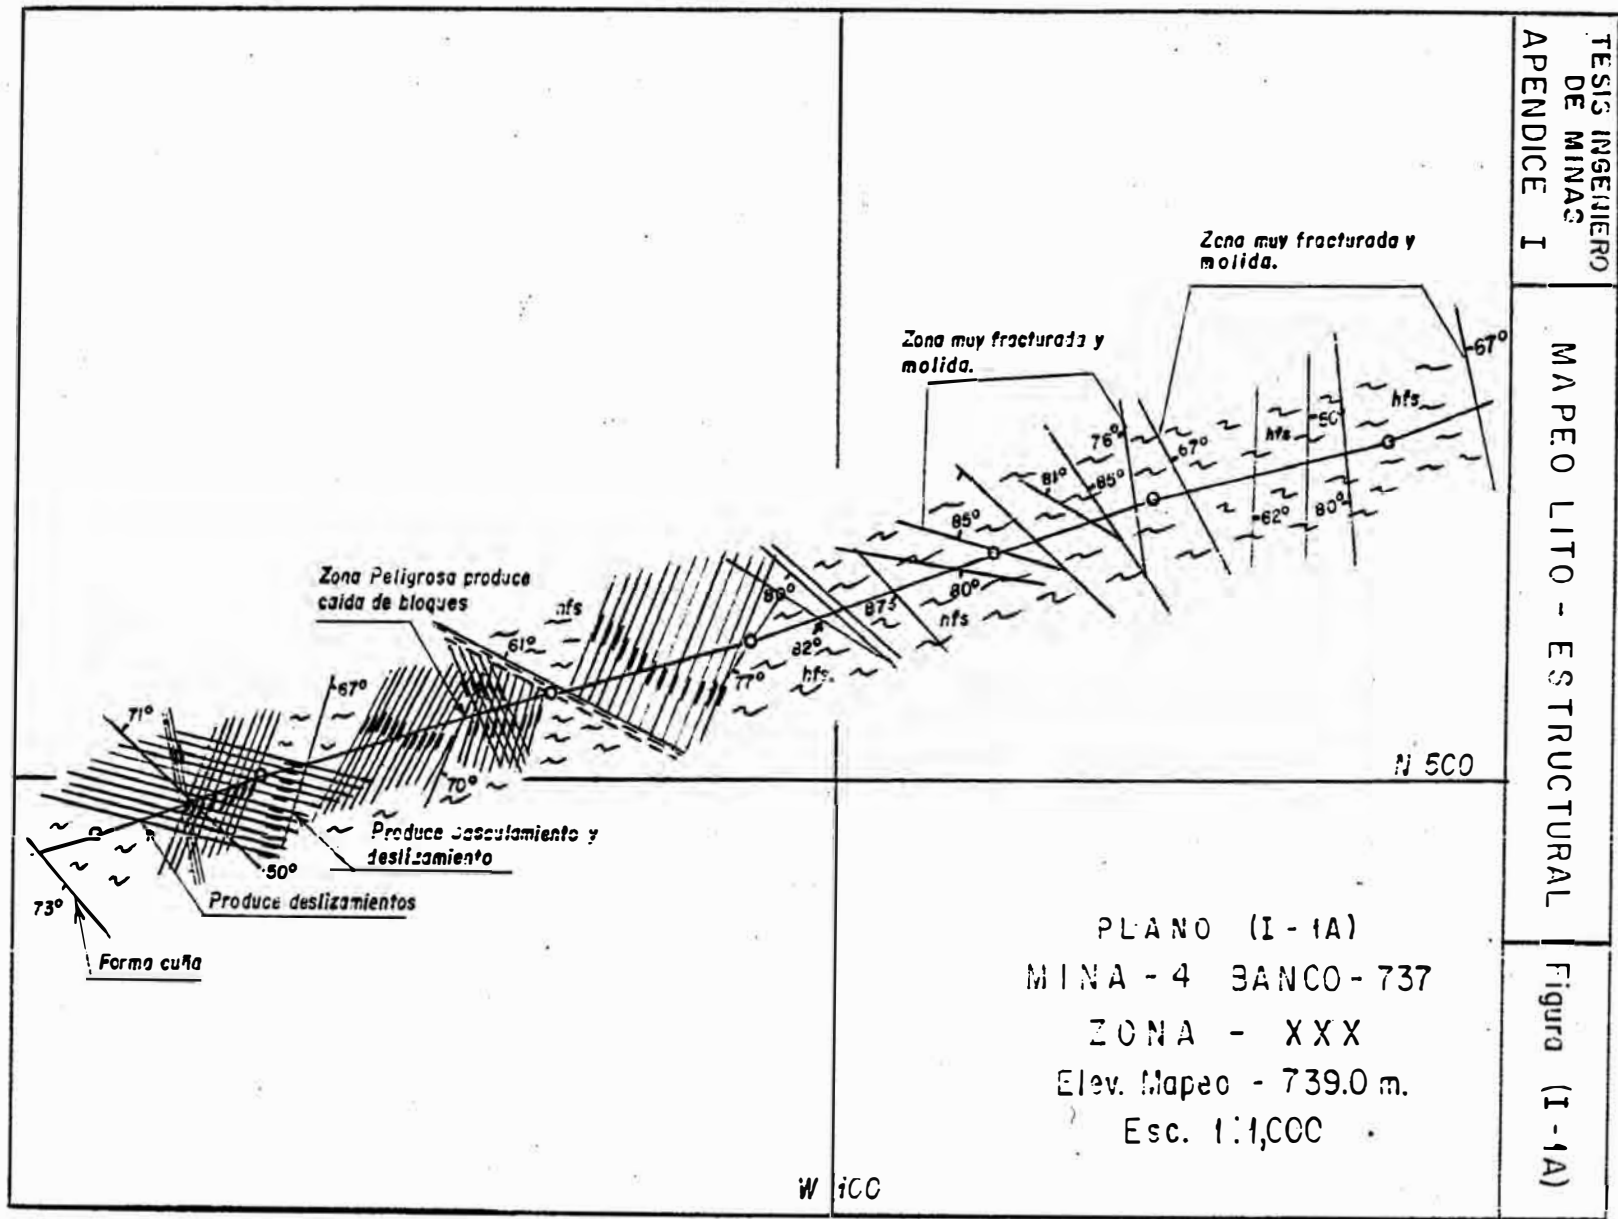 TESIS INGENIERO
DE MINAS
APENDICE I
MAPEO LITO - ESTRUCTURAL
Figura (I-1A)
Zona muy fracturada y
molida.
Zona muy fracturada y
molida.
67°
hfs
50
hfs
76°
67°
81°
85°
62°
80°
85°
80°
hfs
Zona Peligrosa produce
caida de bloques
hfs
61°
80°
87°
82°
hfs.
77°
67°
71°
70°
N 500
Produce basculamiento y
deslizamiento
50°
Produce deslizamientos
73°
Forma cuña
PLANO (I-1A)
MINA-4 BANCO-737
ZONA - XXX
Elev. Mapeo - 739.0 m.
Esc. 1:1,000
W 100